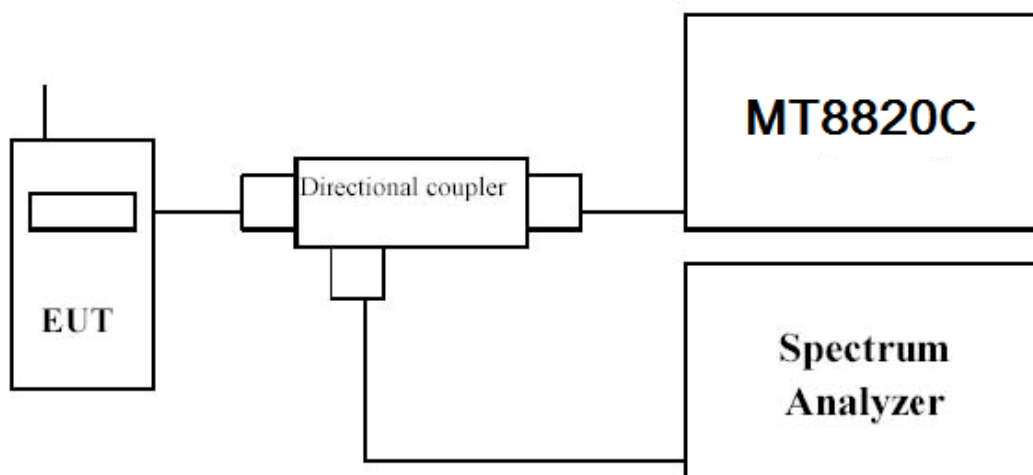 MT8820C
Directional coupler
EUT
Spectrum
Analyzer